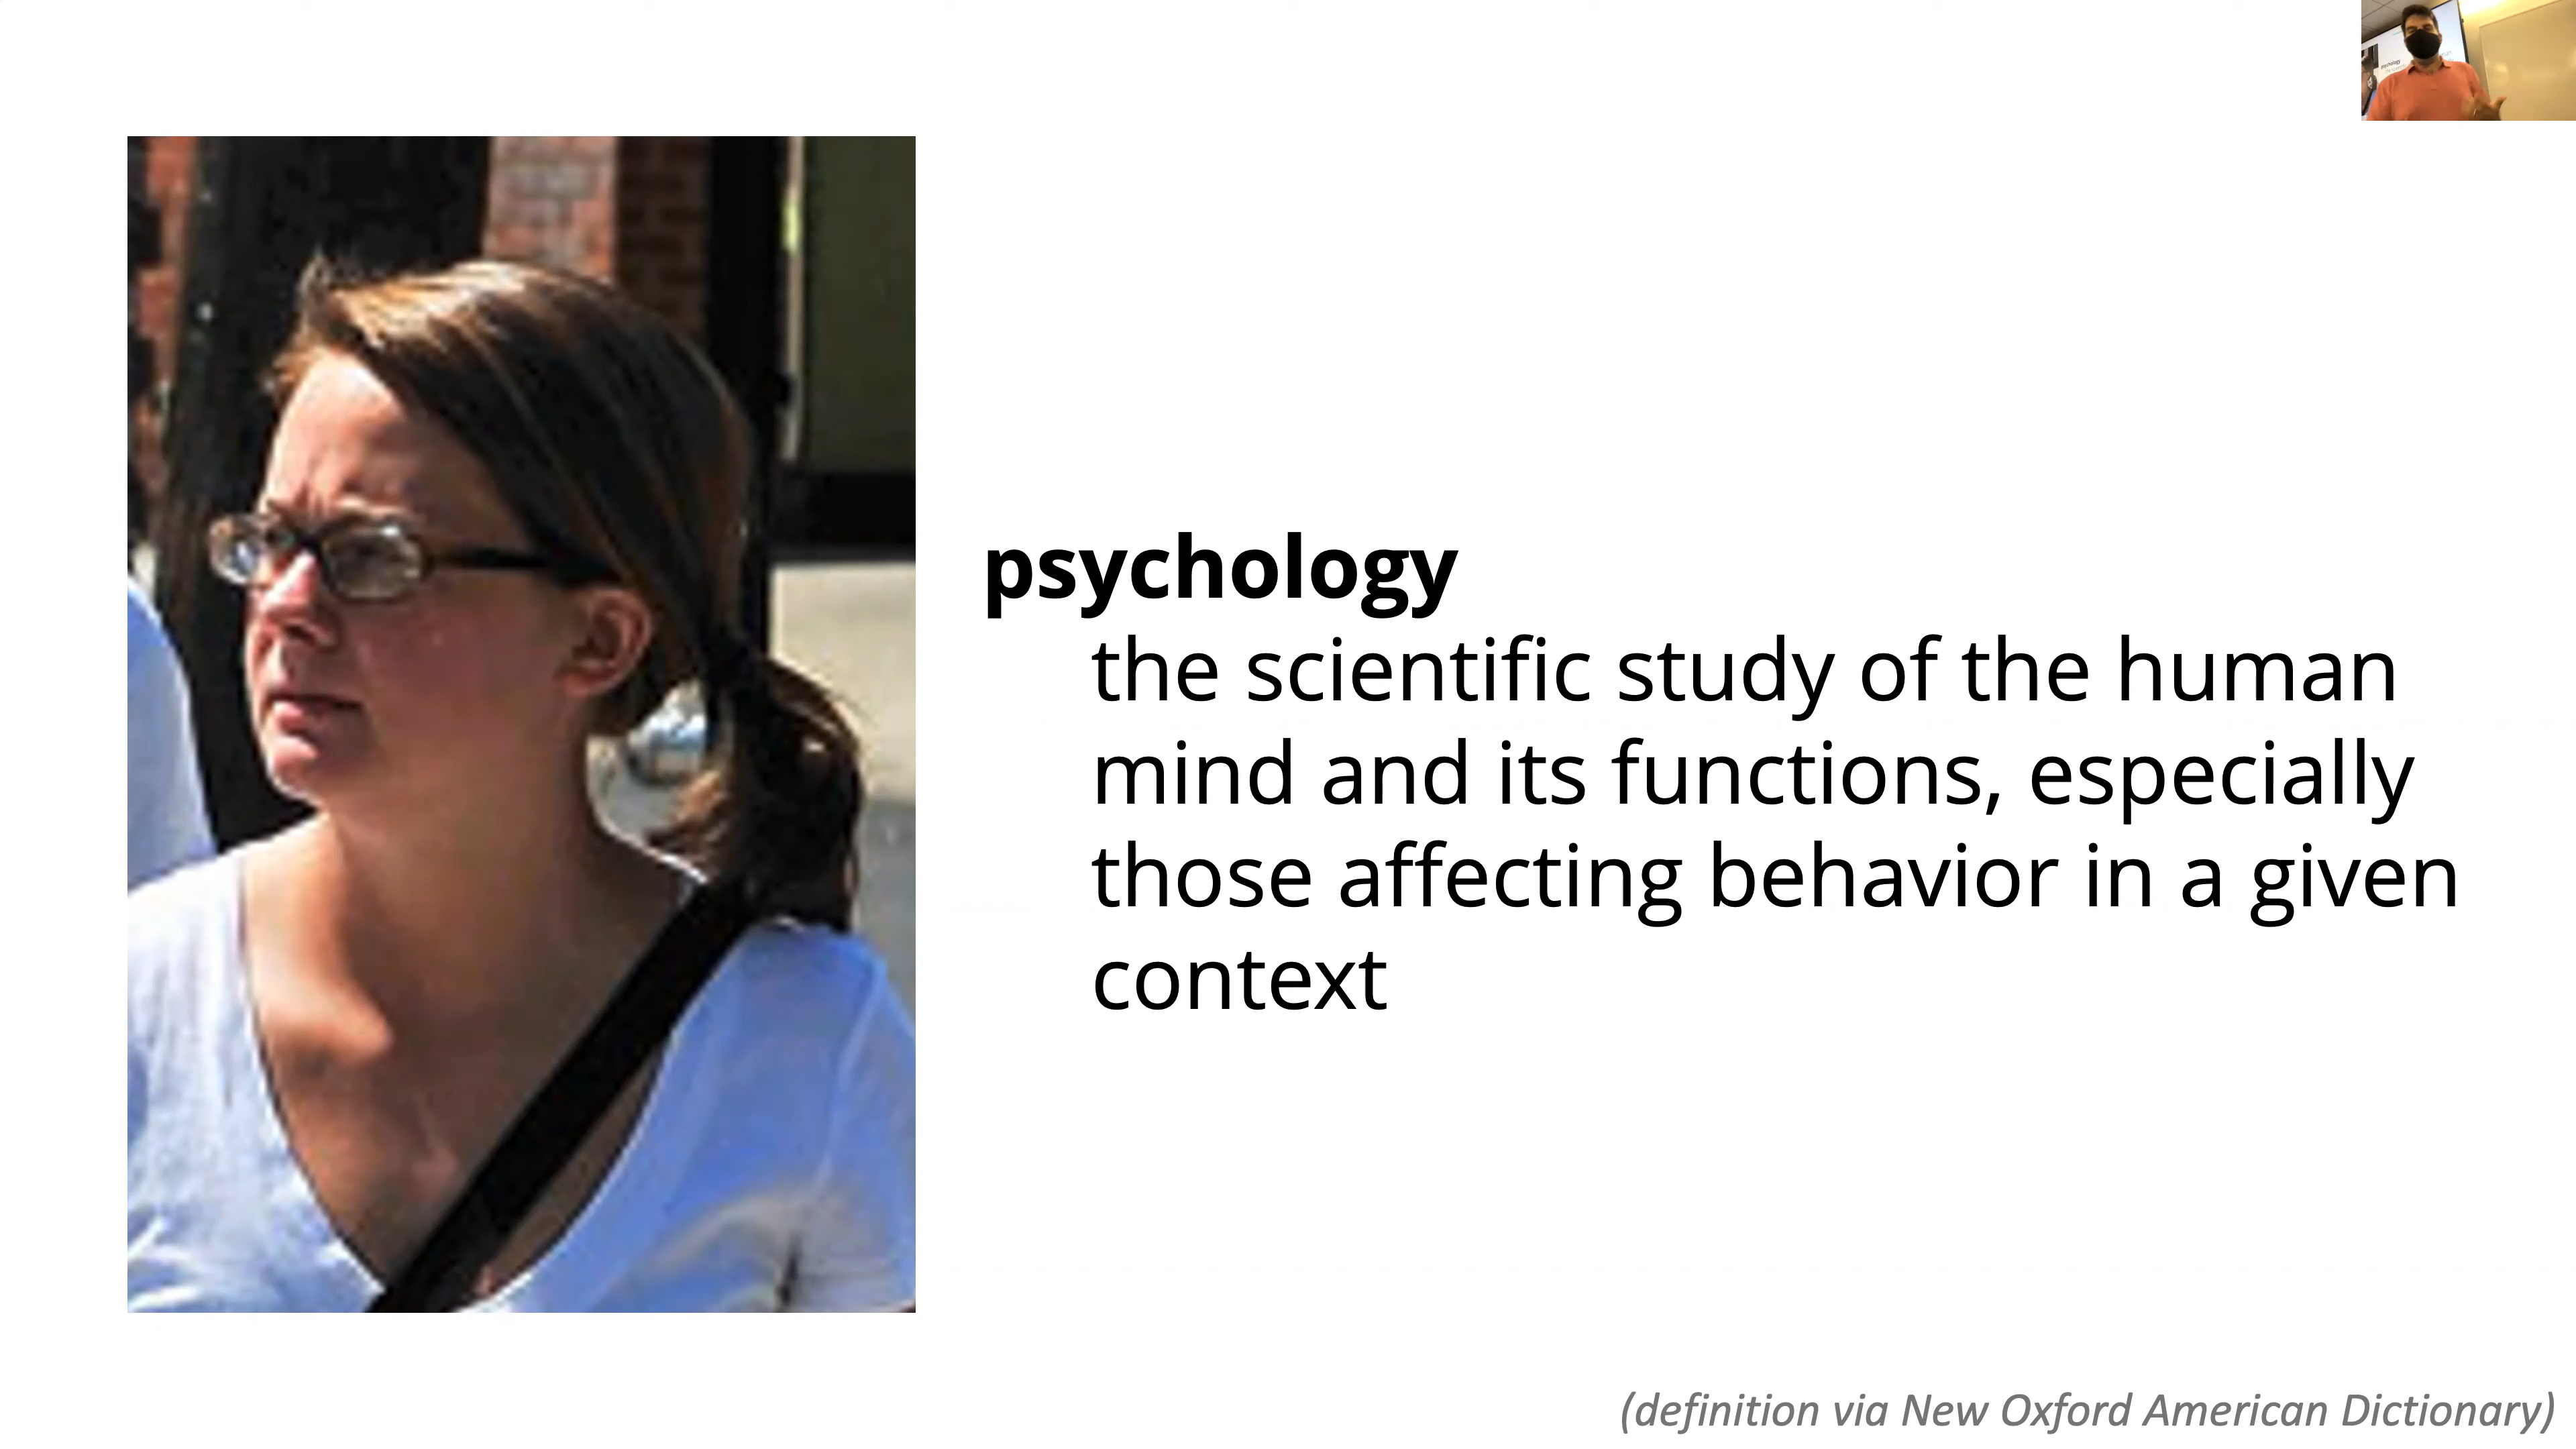 psychology
the scientific study of the human
mind and its functions, especially
those affecting behavior in a given
context
(definition via New Oxford American Dictionary)
psychology